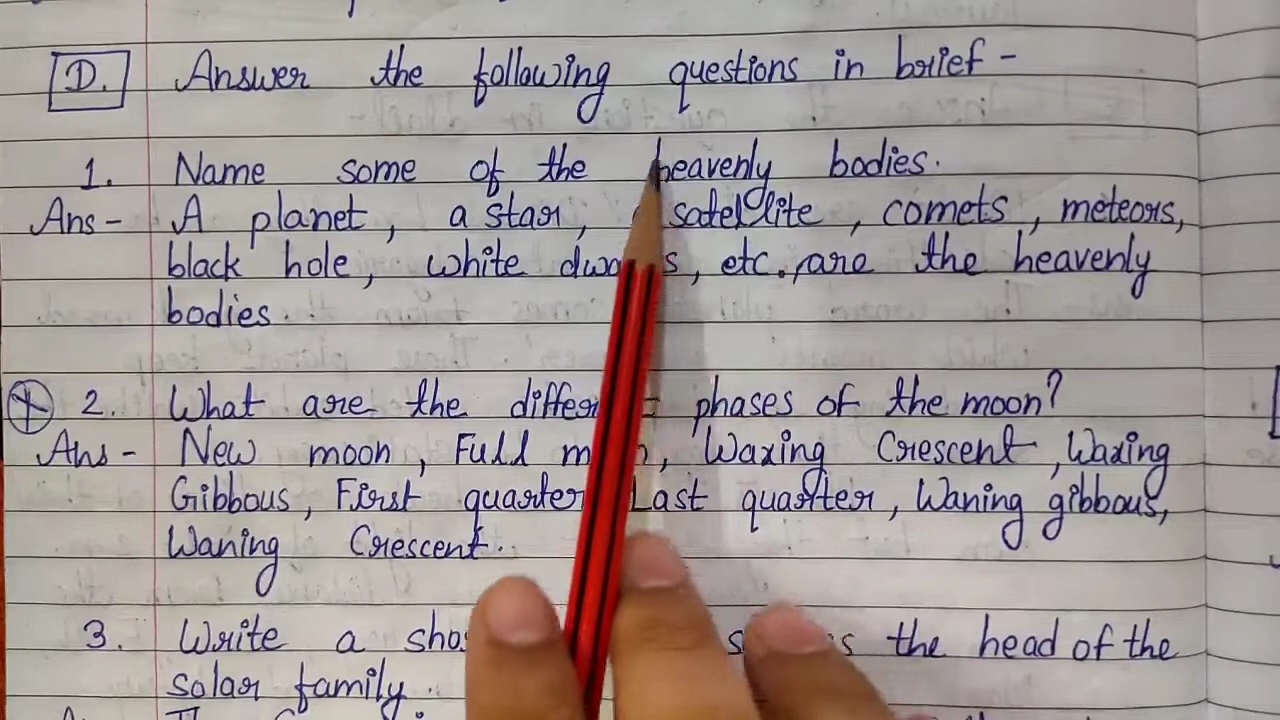 D. Answer the following questions in brief -
1. Name some of the heavenly bodies.
Ans - A planet, a star, satellite, comets, meteors,
black hole, white etc. are the heavenly
bodies.
2. What are the phases of the moon?
Ans - New moon, Full Waxing Crescent, Waxing
Gibbous, First quarter Last quarter, Waning gibbous,
Waning Crescent.
3. Write a the head of the
solar family.